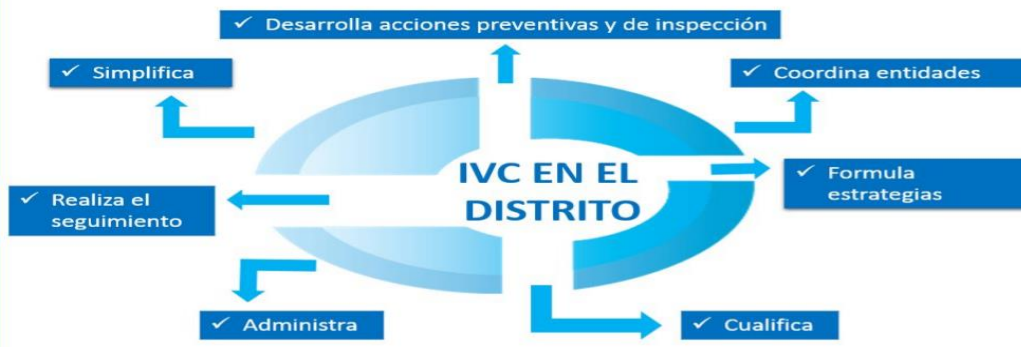 ✓ Desarrolla acciones preventivas y de inspección
✓ Simplifica
✓ Coordina entidades
IVC EN EL
DISTRITO
✓ Formula
estrategias
✓ Realiza el
seguimiento
✓ Administra
✓ Cualifica